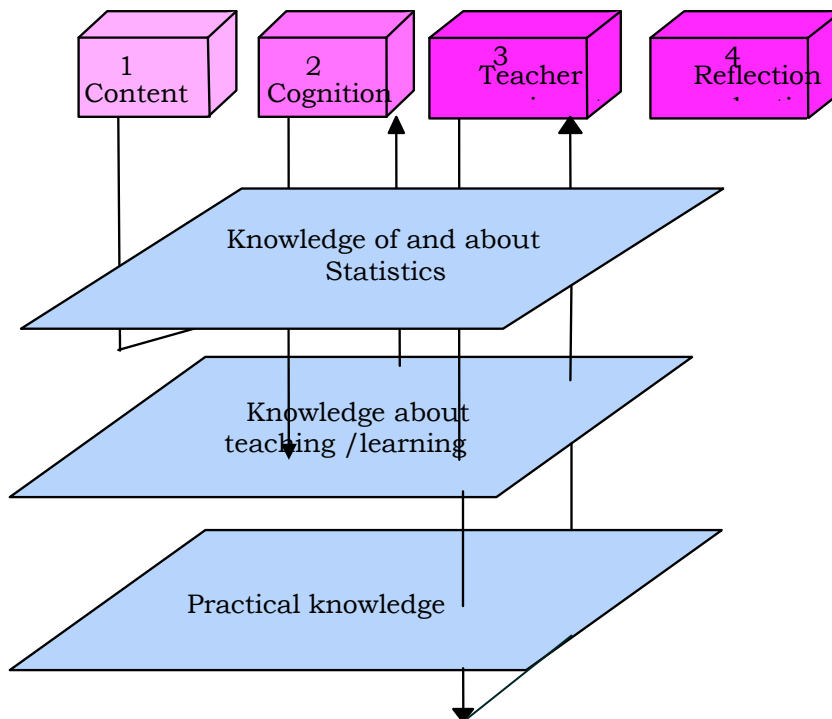 1
Content
2
Cognition
3
Teacher
4
Reflection
Knowledge of and about
Statistics
Knowledge about
teaching /learning
Practical knowledge